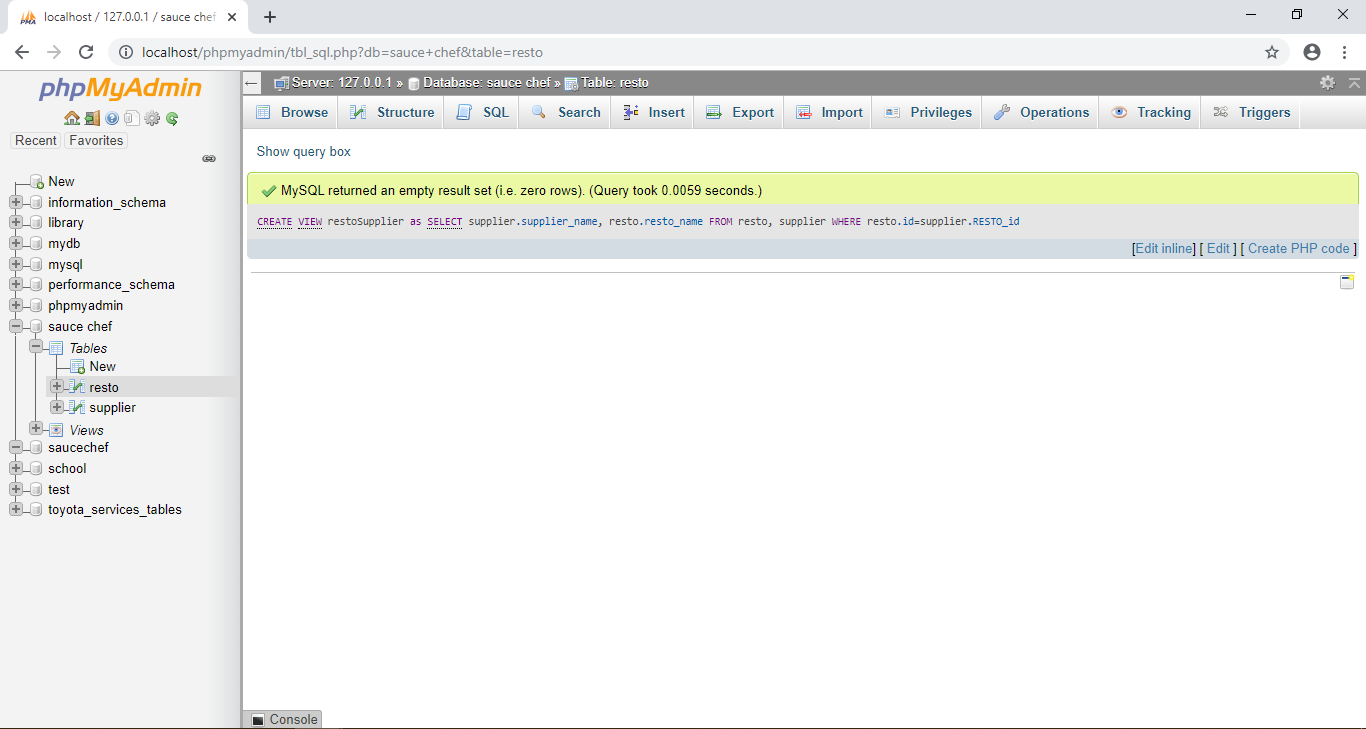 localhost / 127.0.0.1 / sauce chef
localhost/phpmyadmin/tbl_sql.php?db=sauce+chef&table=resto
phpMyAdmin
Recent Favorites
New
information_schema
library
mydb
mysql
performance_schema
phpmyadmin
sauce chef
Tables
New
resto
supplier
Views
saucechef
school
test
toyota_services_tables
Server: 127.0.0.1 » Database: sauce chef » Table: resto
Browse Structure SQL Search Insert Export Import Privileges Operations Tracking Triggers
Show query box
MySQL returned an empty result set (i.e. zero rows). (Query took 0.0059 seconds.)
CREATE VIEW restoSupplier as SELECT supplier.supplier_name, resto.resto_name FROM resto, supplier WHERE resto.id=supplier.RESTO_id
[Edit inline] [ Edit ] [ Create PHP code ]
Console